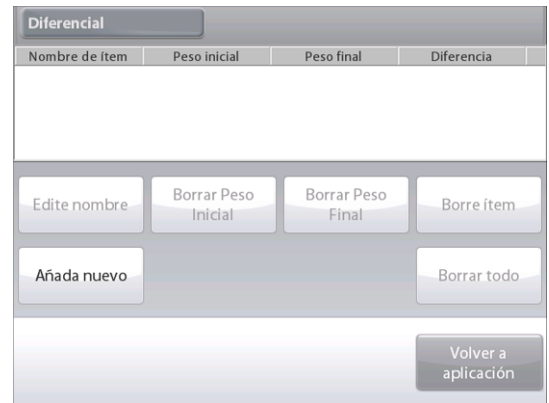 Diferencial
Nombre de ítem Peso inicial Peso final Diferencia
Edite nombre
Borrar Peso
Inicial
Borrar Peso
Final
Borre ítem
Añada nuevo
Borrar todo
Volver a
aplicación